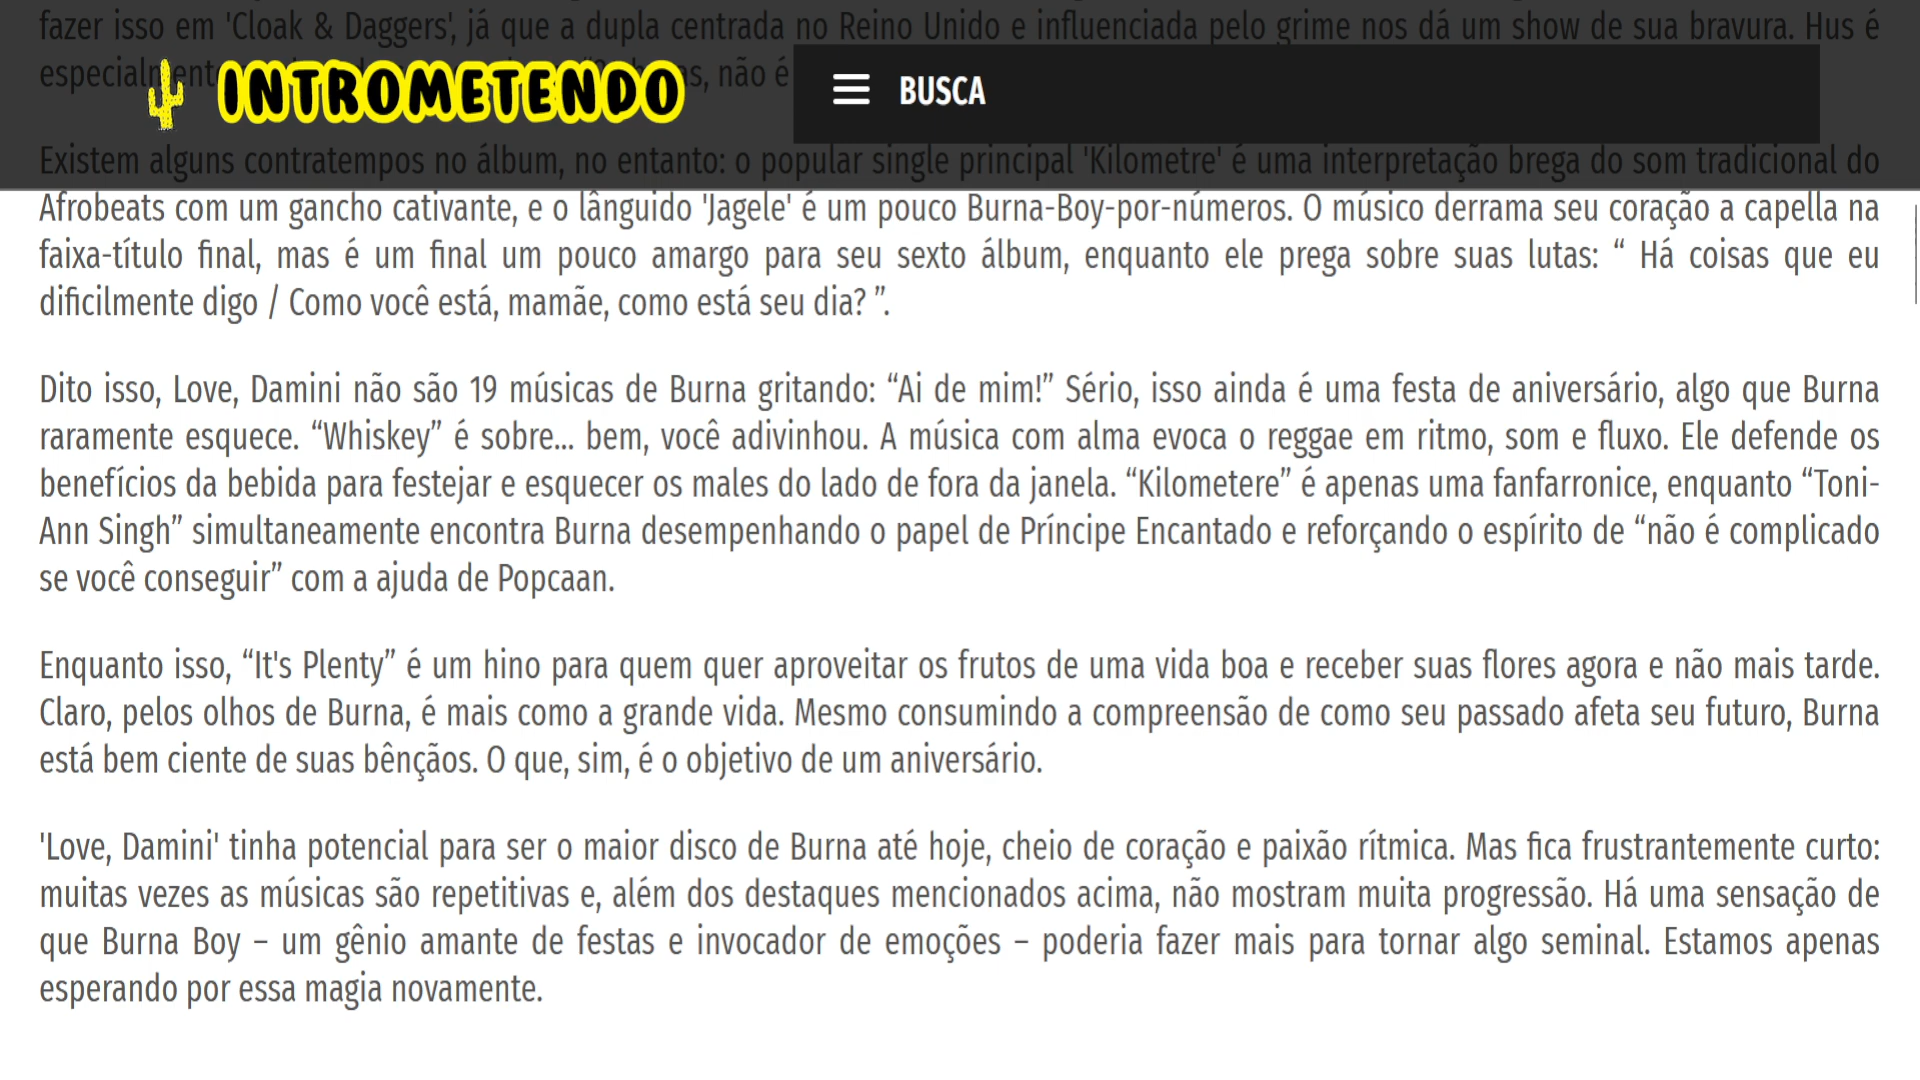 fazer isso em 'Cloak & Daggers', já que a dupla centrada no Reino Unido e influenciada pelo grime nos dá um show de sua bravura. Hus é
não é
INTROMETENDO
BUSCA
Existem alguns contratempos no álbum, no entanto: o popular single principal 'Kilometre' é uma interpretação brega do som tradicional do
Afrobeats com um gancho cativante, e o lânguido 'Jagele' é um pouco Burna-Boy-por-números. O músico derrama seu coração a capella na
faixa-título final, mas é um final um pouco amargo para seu sexto álbum, enquanto ele prega sobre suas lutas: “ Há coisas que eu
dificilmente digo / Como você está, mamãe, como está seu dia? ”.
Dito isso, Love, Damini não são 19 músicas de Burna gritando: “Ai de mim!” Sério, isso ainda é uma festa de aniversário, algo que Burna
raramente esquece. “Whiskey” é sobre... bem, você adivinhou. A música com alma evoca o reggae em ritmo, som e fluxo. Ele defende os
benefícios da bebida para festejar e esquecer os males do lado de fora da janela. “Kilometere” é apenas uma fanfarronice, enquanto “Toni-
Ann Singh” simultaneamente encontra Burna desempenhando o papel de Príncipe Encantado e reforçando o espírito de “não é complicado
se você conseguir” com a ajuda de Popcaan.
Enquanto isso, “It's Plenty” é um hino para quem quer aproveitar os frutos de uma vida boa e receber suas flores agora e não mais tarde.
Claro, pelos olhos de Burna, é mais como a grande vida. Mesmo consumindo a compreensão de como seu passado afeta seu futuro, Burna
está bem ciente de suas bênçãos. O que, sim, é o objetivo de um aniversário.
'Love, Damini' tinha potencial para ser o maior disco de Burna até hoje, cheio de coração e paixão rítmica. Mas fica frustrantemente curto:
muitas vezes as músicas são repetitivas e, além dos destaques mencionados acima, não mostram muita progressão. Há uma sensação de
que Burna Boy – um gênio amante de festas e invocador de emoções – poderia fazer mais para tornar algo seminal. Estamos apenas
esperando por essa magia novamente.